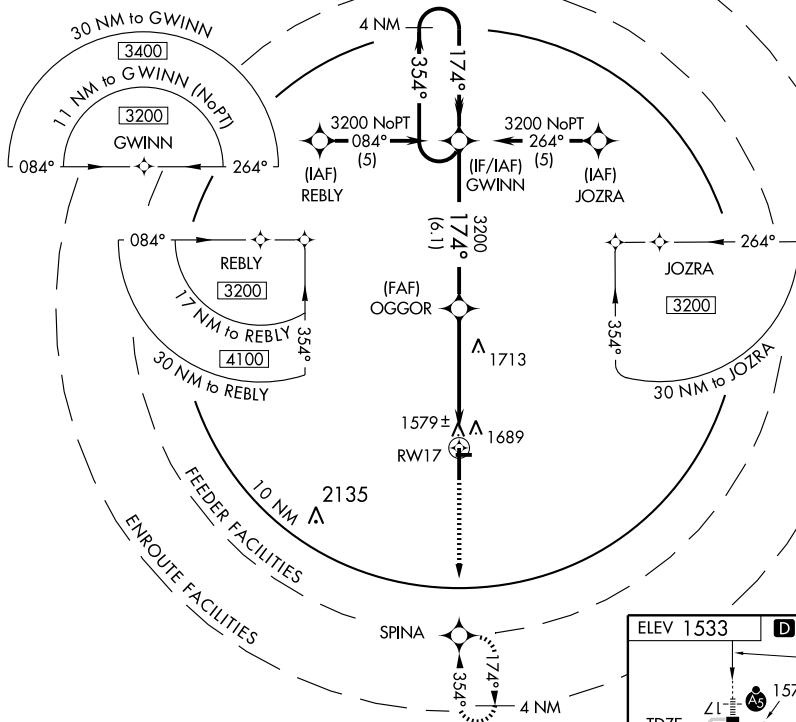 30 NM to GWINN
3400
11 NM to GWINN (NoPT)
3200
GWINN
084°
264°
4 NM
354°
174°
3200 NoPT
084°
(5)
(IAF)
REBLY
(IF/IAF)
GWINN
3200 NoPT
264°
(5)
(IAF)
JOZRA
3200
174°
(6.1)
084°
REBLY
3200
17 NM to REBLY
4100
30 NM to REBLY
354°
264°
JOZRA
3200
354°
30 NM to JOZRA
(FAF)
OGGOR
1713
1579±
1689
RW17
2135
10 NM
FEEDER FACILITIES
ENROUTE FACILITIES
SPINA
354°
174°
4 NM
ELEV 1533
D
17
A5
157
TDZE